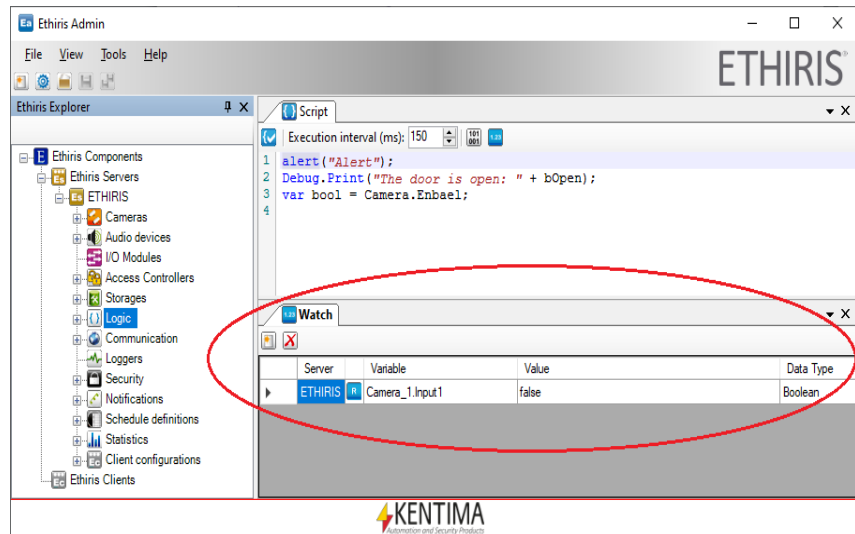 Ethiris Admin
File View Tools Help
ETHIRIS
Ethiris Explorer
Ethiris Components
Ethiris Servers
ETHIRIS
Cameras
Audio devices
I/O Modules
Access Controllers
Storages
Logic
Communication
Loggers
Security
Notifications
Schedule definitions
Statistics
Client configurations
Ethiris Clients
Script
Execution interval (ms): 150
1 alert("Alert");
2 Debug.Print("The door is open: " + bOpen);
3 var bool = Camera.Enbael;
4
Watch
Server Variable Value Data Type
ETHIRIS R Camera_1.Input1 false Boolean
KENTIMA
Automation and Security Products